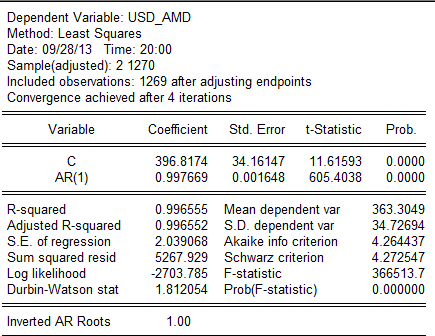 Dependent Variable: USD_AMD
Method: Least Squares
Date: 09/28/13 Time: 20:00
Sample(adjusted): 2 1270
Included observations: 1269 after adjusting endpoints
Convergence achieved after 4 iterations
Variable Coefficient Std. Error t-Statistic Prob.
C 396.8174 34.16147 11.61593 0.0000
AR(1) 0.997669 0.001648 605.4038 0.0000
R-squared 0.996555 Mean dependent var 363.3049
Adjusted R-squared 0.996552 S.D. dependent var 34.72694
S.E. of regression 2.039068 Akaike info criterion 4.264437
Sum squared resid 5267.929 Schwarz criterion 4.272547
Log likelihood -2703.785 F-statistic 366513.7
Durbin-Watson stat 1.812054 Prob(F-statistic) 0.000000
Inverted AR Roots 1.00